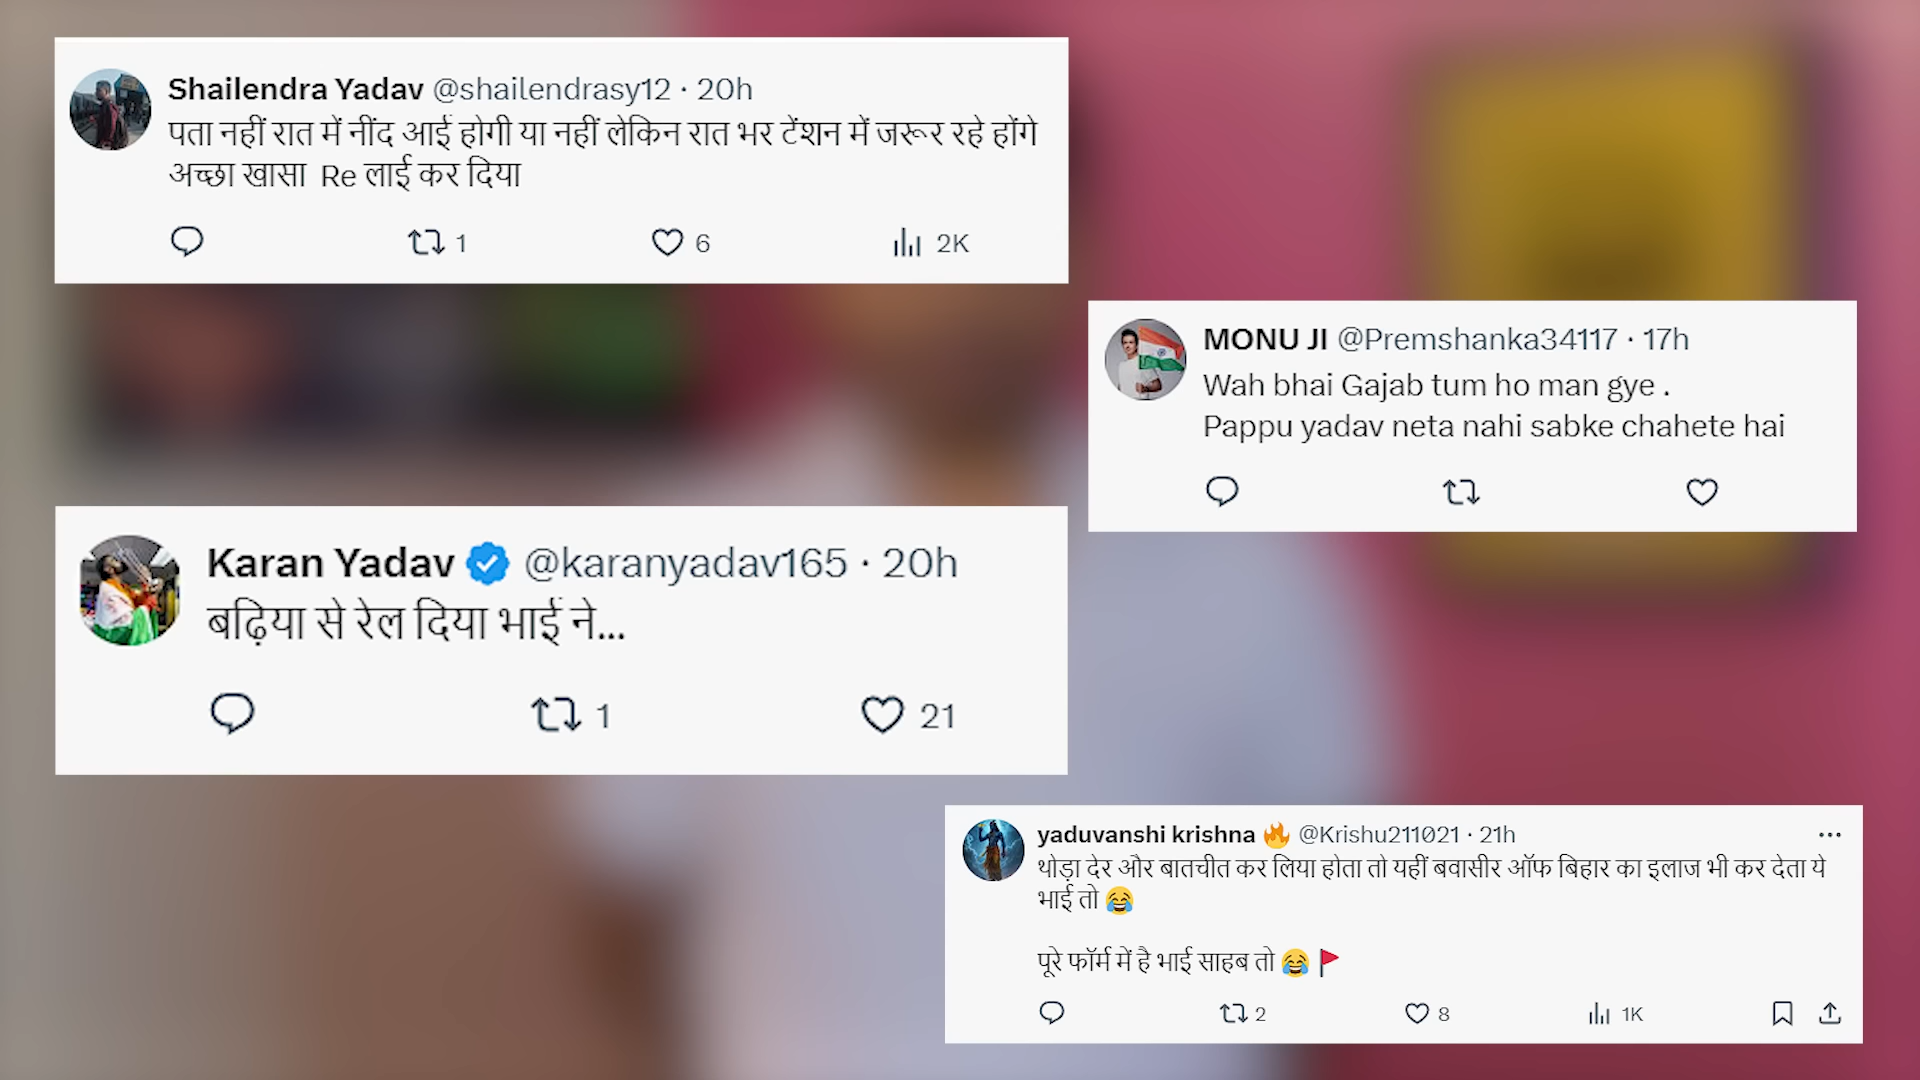 Shailendra Yadav @shailendrasy12 · 20h
पता नहीं रात में नींद आई होगी या नहीं लेकिन रात भर टेंशन में जरूर रहे होंगे
अच्छा खासा Re लाई कर दिया
1 6 2K
MONU JI @Premshanka34117 · 17h
Wah bhai Gajab tum ho man gye .
Pappu yadav neta nahi sabke chahete hai
Karan Yadav @karanyadav165 · 20h
बढ़िया से रेल दिया भाई ने...
1 21
yaduvanshi krishna 🔥 @Krishu211021 · 21h
थोड़ा देर और बातचीत कर लिया होता तो यहीं बवासीर ऑफ बिहार का इलाज भी कर देता ये
भाई तो 😂
पूरे फॉर्म में है भाई साहब तो 😂 🚩
2 8 1K